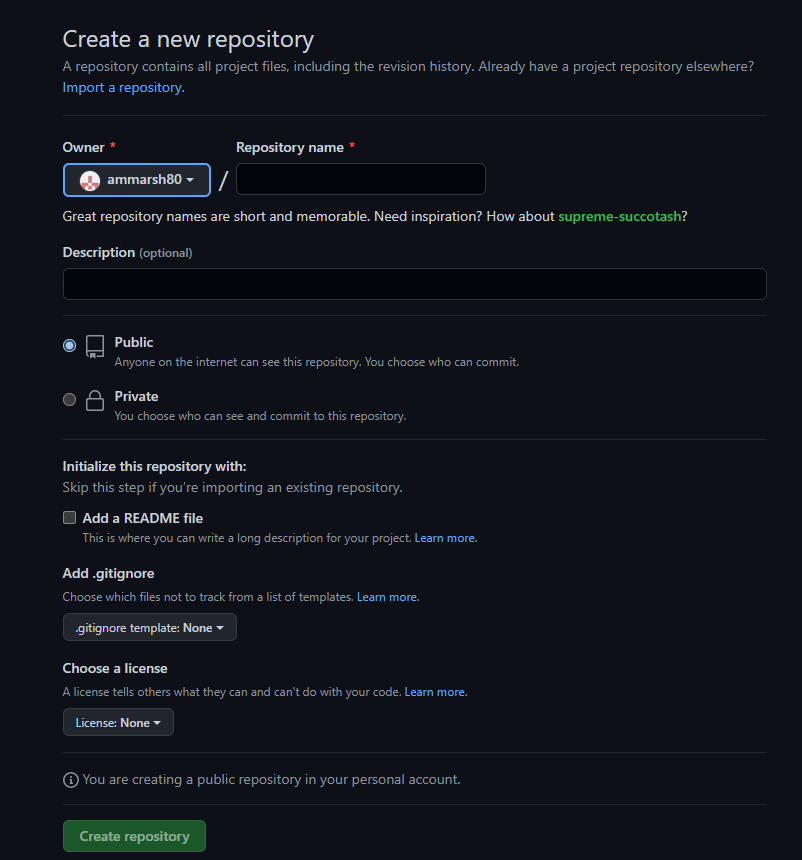 Create a new repository
A repository contains all project files, including the revision history. Already have a project repository elsewhere?
Import a repository.
Owner * Repository name *
ammarsh80 /
Great repository names are short and memorable. Need inspiration? How about supreme-succotash?
Description (optional)
Public
Anyone on the internet can see this repository. You choose who can commit.
Private
You choose who can see and commit to this repository.
Initialize this repository with:
Skip this step if you're importing an existing repository.
Add a README file
This is where you can write a long description for your project. Learn more.
Add .gitignore
Choose which files not to track from a list of templates. Learn more.
.gitignore template: None
Choose a license
A license tells others what they can and can't do with your code. Learn more.
License: None
You are creating a public repository in your personal account.
Create repository